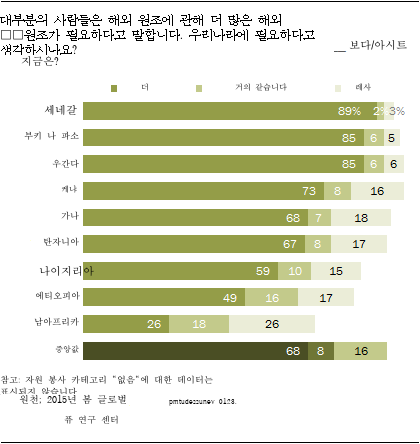 대부분의 사람들은 해외 원조에 관해 더 많은 해외
□□원조가 필요하다고 말합니다. 우리나라에 필요하다고
생각하시나요?
__ 보다/아시트
지금은?
더 거의 같습니다 레사
세네갈 89% 2% 3%
부키 나 파소 85 6 5
우간다 85 6 6
케냐 73 8 16
가나 68 7 18
탄자니아 67 8 17
나이지리아 59 10 15
에티오피아 49 16 17
남아프리카 26 18 26
중앙값 68 8 16
참고: 자원 봉사 카테고리 "없음"에 대한 데이터는
표시되지 않습니다
원천: 2015년 봄 글로벌
퓨 연구 센터